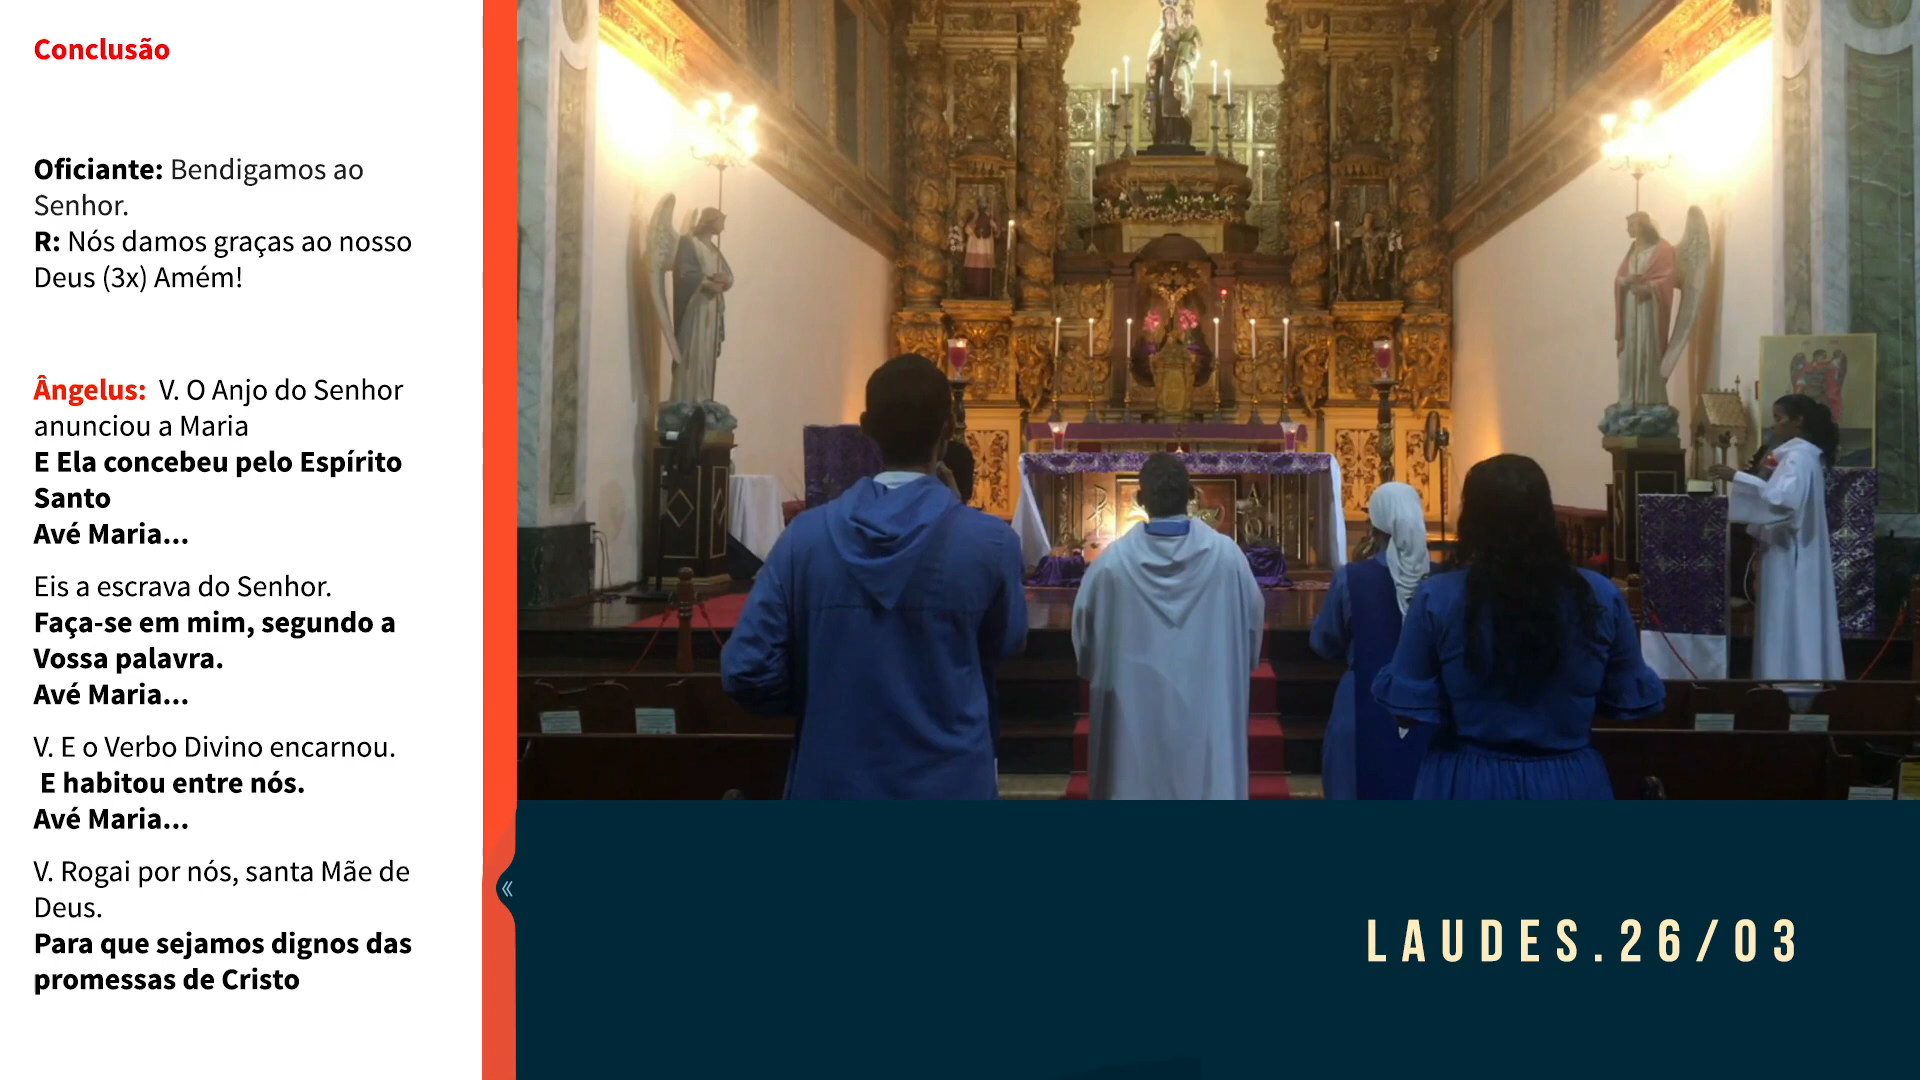 Conclusão
Oficiante: Bendigamos ao
Senhor.
R: Nós damos graças ao nosso
Deus (3x) Amém!
Ângelus:  V. O Anjo do Senhor
anunciou a Maria
E Ela concebeu pelo Espírito
Santo
Avé Maria...
Eis a escrava do Senhor.
Faça-se em mim, segundo a
Vossa palavra.
Avé Maria...
V. E o Verbo Divino encarnou.
E habitou entre nós.
Avé Maria...
V. Rogai por nós, santa Mãe de
Deus.
Para que sejamos dignos das
promessas de Cristo
«
LAUDES.26/03